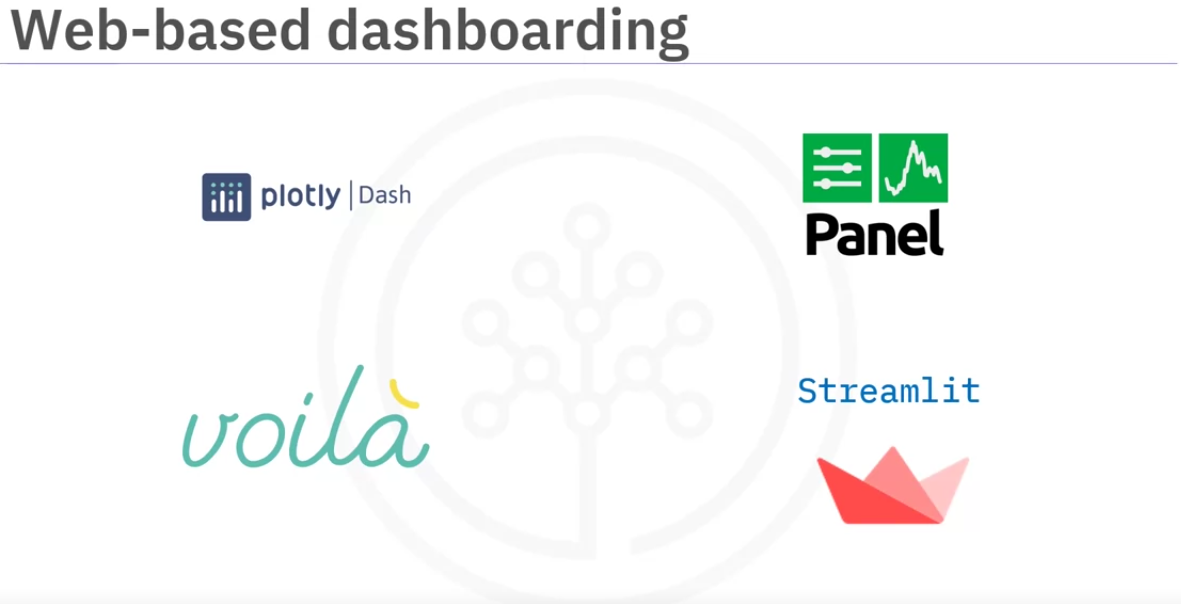 Web-based dashboarding
plotly | Dash
Panel
voilà
Streamlit